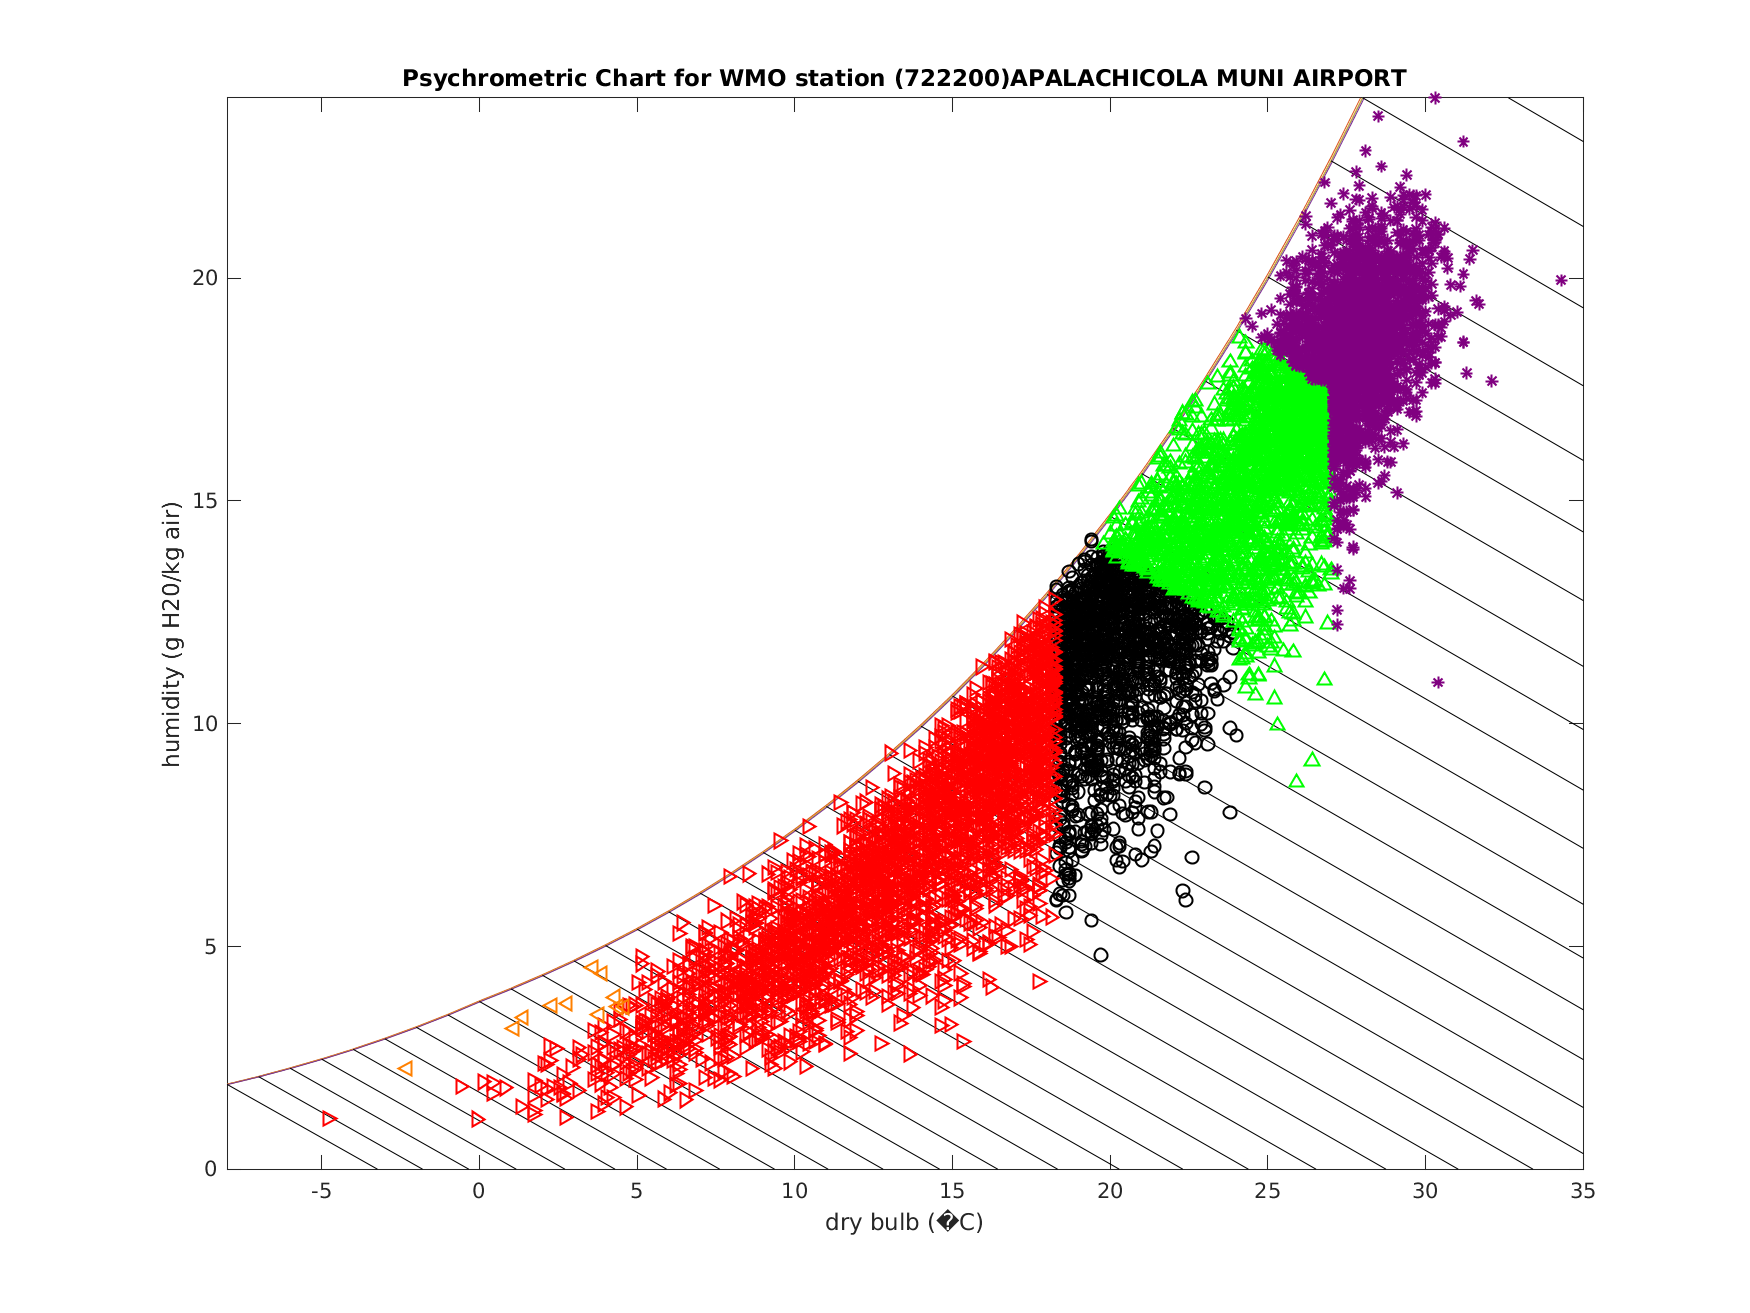 Psychrometric Chart for WMO station (722200)APALACHICOLA MUNI AIRPORT
humidity (g H20/kg air)
20
15
10
5
0
-5 0 5 10 15 20 25 30 35
dry bulb (�C)